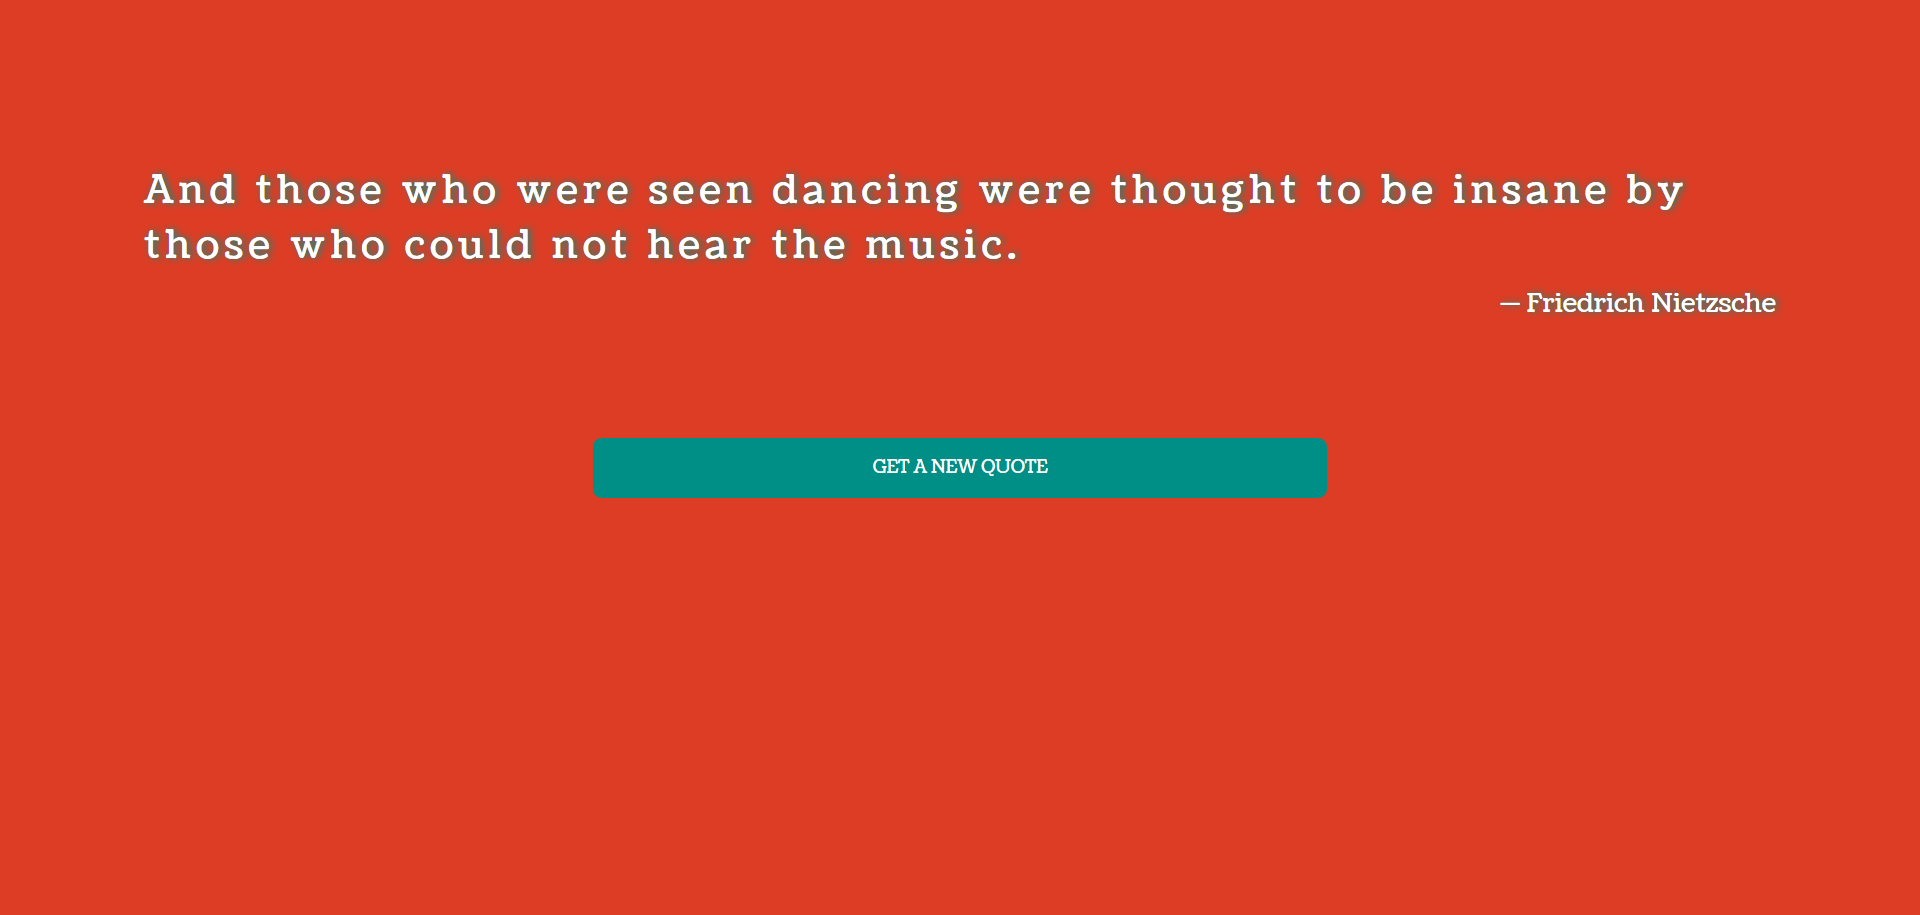 And those who were seen dancing were thought to be insane by
those who could not hear the music.
— Friedrich Nietzsche
GET A NEW QUOTE